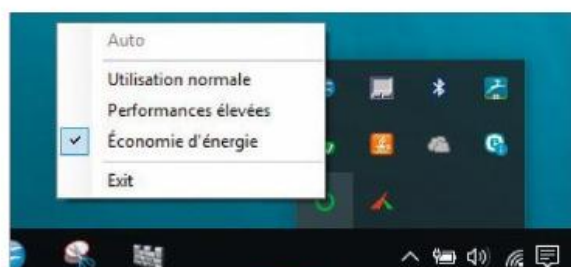 Auto
Utilisation normale
Performances élevées
Économie d'énergie
Exit